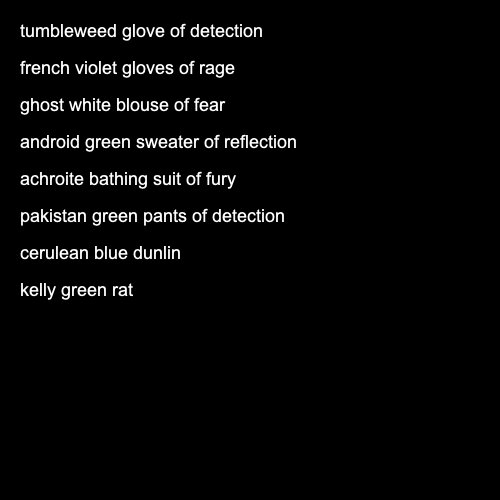 tumbleweed glove of detection
french violet gloves of rage
ghost white blouse of fear
android green sweater of reflection
achroite bathing suit of fury
pakistan green pants of detection
cerulean blue dunlin
kelly green rat